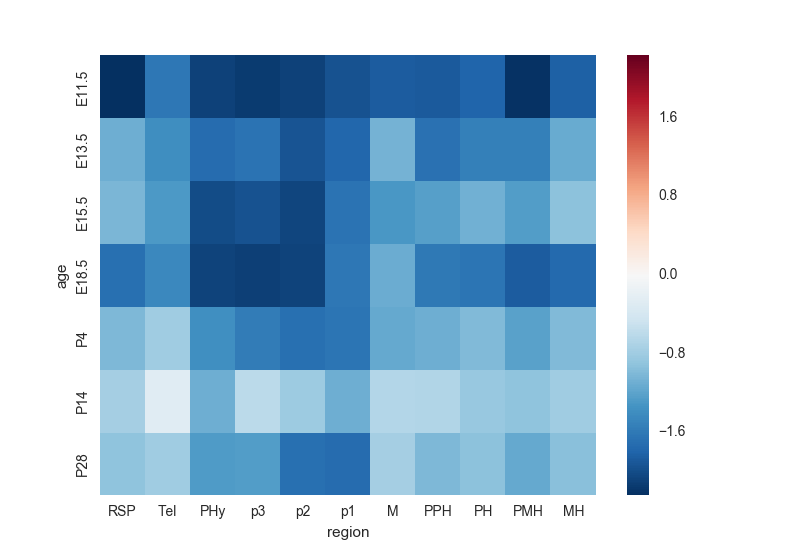 age
E11.5
E13.5
E15.5
E18.5
P4
P14
P28
RSP Tel PHy p3 p2 p1 M PPH PH PMH MH
region
1.6
0.8
0.0
−0.8
−1.6